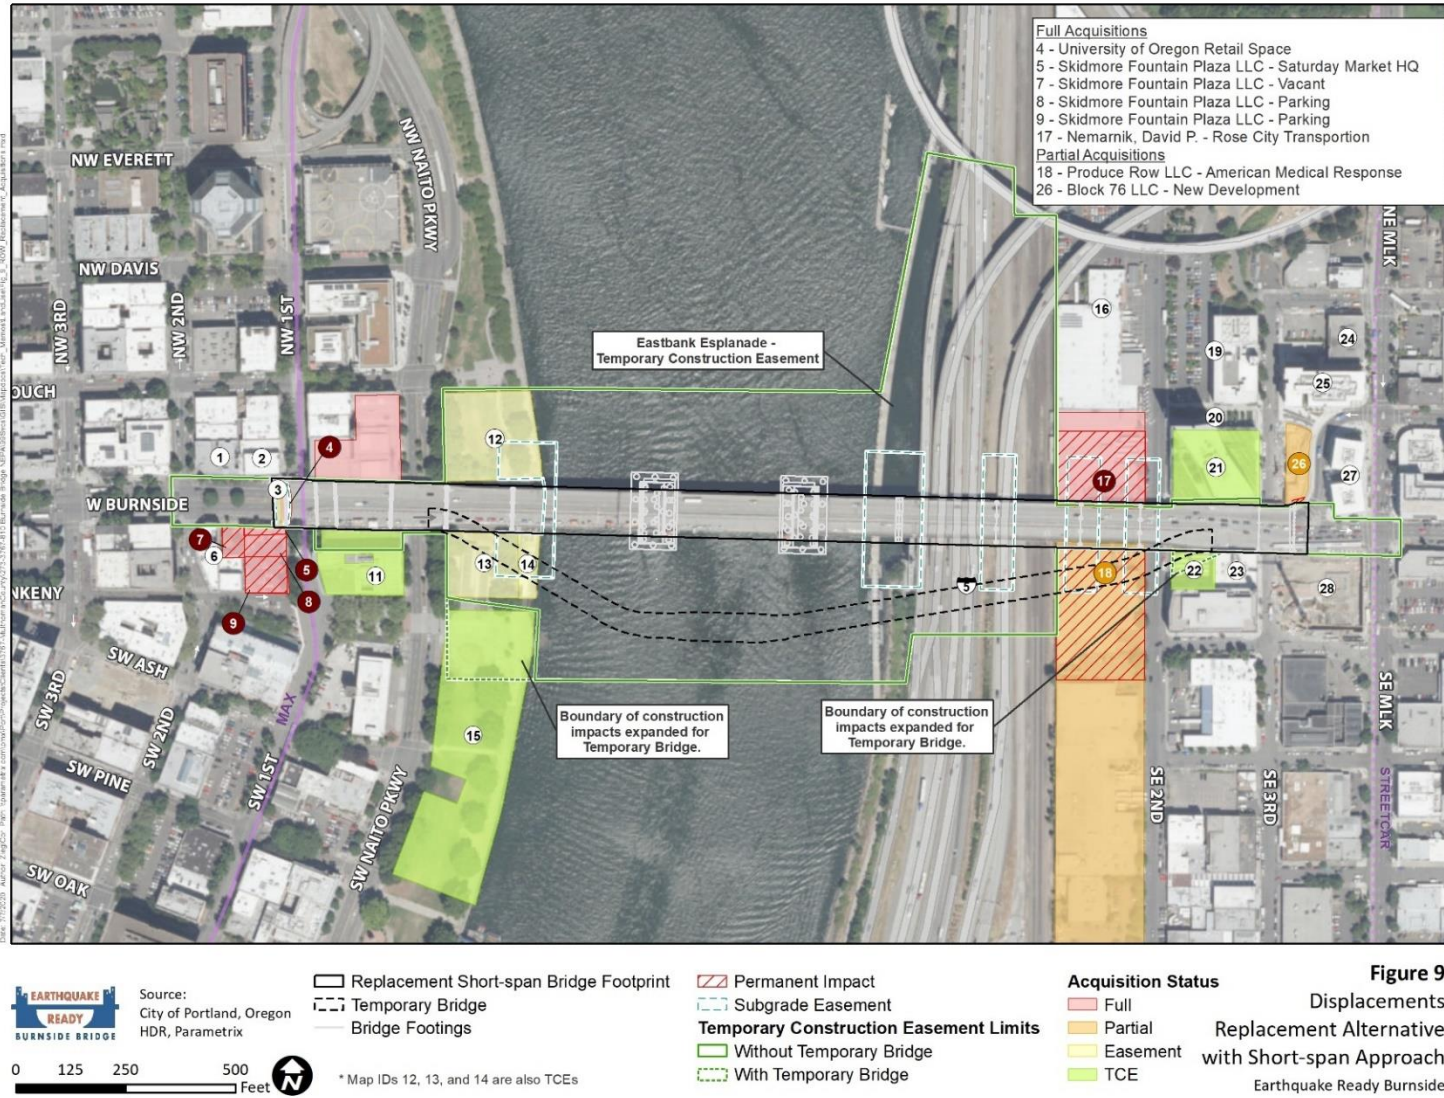 Full Acquisitions
4 - University of Oregon Retail Space
5 - Skidmore Fountain Plaza LLC - Saturday Market HQ
7 - Skidmore Fountain Plaza LLC - Vacant
8 - Skidmore Fountain Plaza LLC - Parking
9 - Skidmore Fountain Plaza LLC - Parking
17 - Nemarnik, David P. - Rose City Transportion
Partial Acquisitions
18 - Produce Row LLC - American Medical Response
26 - Block 76 LLC - New Development
NW EVERETT
NW NAITO PKWY
NW DAVIS
NW 3RD
NW 2ND
NW 1ST
NE MLK
OUCH
W BURNSIDE
NKENY
SW ASH
SW 3RD
SW 2ND
SW PINE
SW 1ST
MAX
SW OAK
SW NAITO PKWY
SE 2ND
SE 3RD
SE MLK
STREETCAR
Eastbank Esplanade -
Temporary Construction Easement
Boundary of construction
impacts expanded for
Temporary Bridge.
Boundary of construction
impacts expanded for
Temporary Bridge.
1
2
3
4
5
6
7
8
9
11
12
13
14
15
5
16
17
18
19
20
21
22
23
24
25
26
27
28
EARTHQUAKE
READY
BURNSIDE BRIDGE
Source:
City of Portland, Oregon
HDR, Parametrix
0 125 250 500
Feet
N
Replacement Short-span Bridge Footprint
Temporary Bridge
Bridge Footings
* Map IDs 12, 13, and 14 are also TCEs
Permanent Impact
Subgrade Easement
Temporary Construction Easement Limits
Without Temporary Bridge
With Temporary Bridge
Acquisition Status
Full
Partial
Easement
TCE
Figure 9
Displacements
Replacement Alternative
with Short-span Approach
Earthquake Ready Burnside